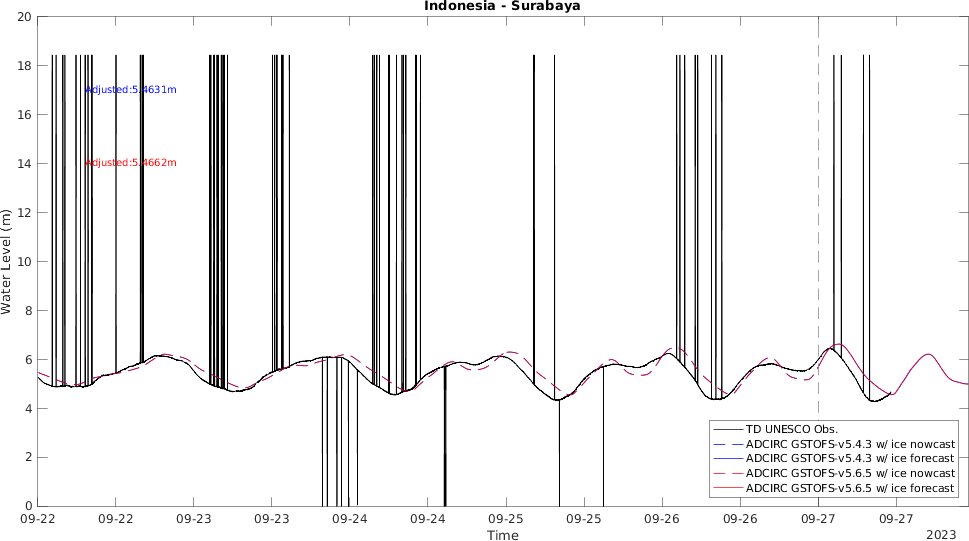 Indonesia - Surabaya
20
18
16
14
12
10
8
6
4
2
0
Water Level (m)
Adjusted:5.4631m
Adjusted:5.4662m
TD UNESCO Obs.
ADCIRC GSTOFS-v5.4.3 w/ ice nowcast
ADCIRC GSTOFS-v5.4.3 w/ ice forecast
ADCIRC GSTOFS-v5.6.5 w/ ice nowcast
ADCIRC GSTOFS-v5.6.5 w/ ice forecast
09-22 09-22 09-23 09-23 09-24 09-24 09-25 09-25 09-26 09-26 09-27 09-27
Time
2023